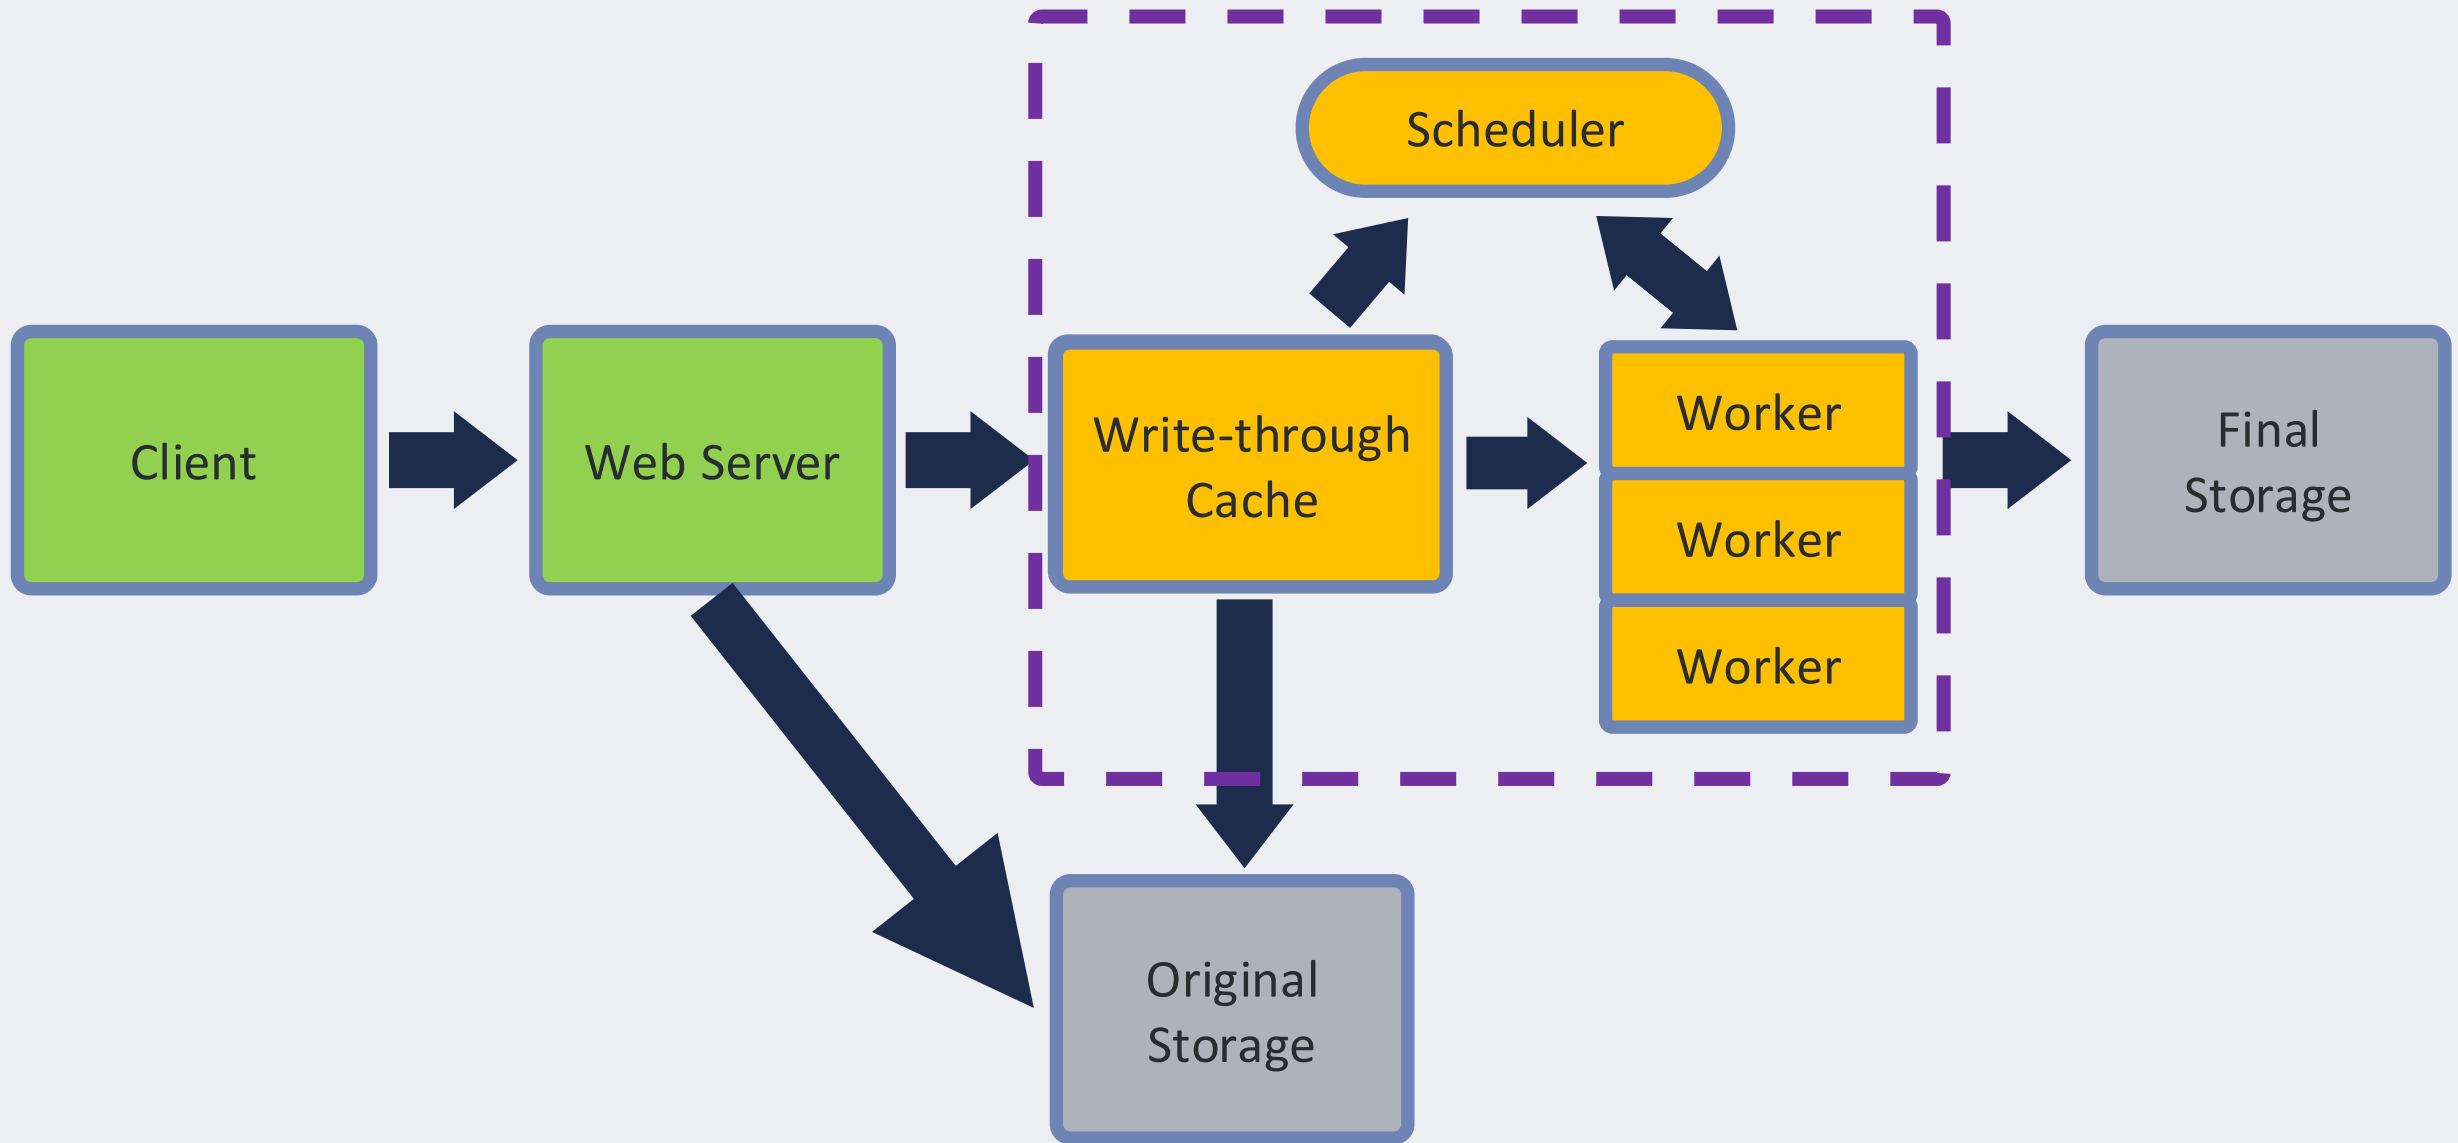 Scheduler
Client
Web Server
Write-through
Cache
Worker
Worker
Worker
Final
Storage
Original
Storage